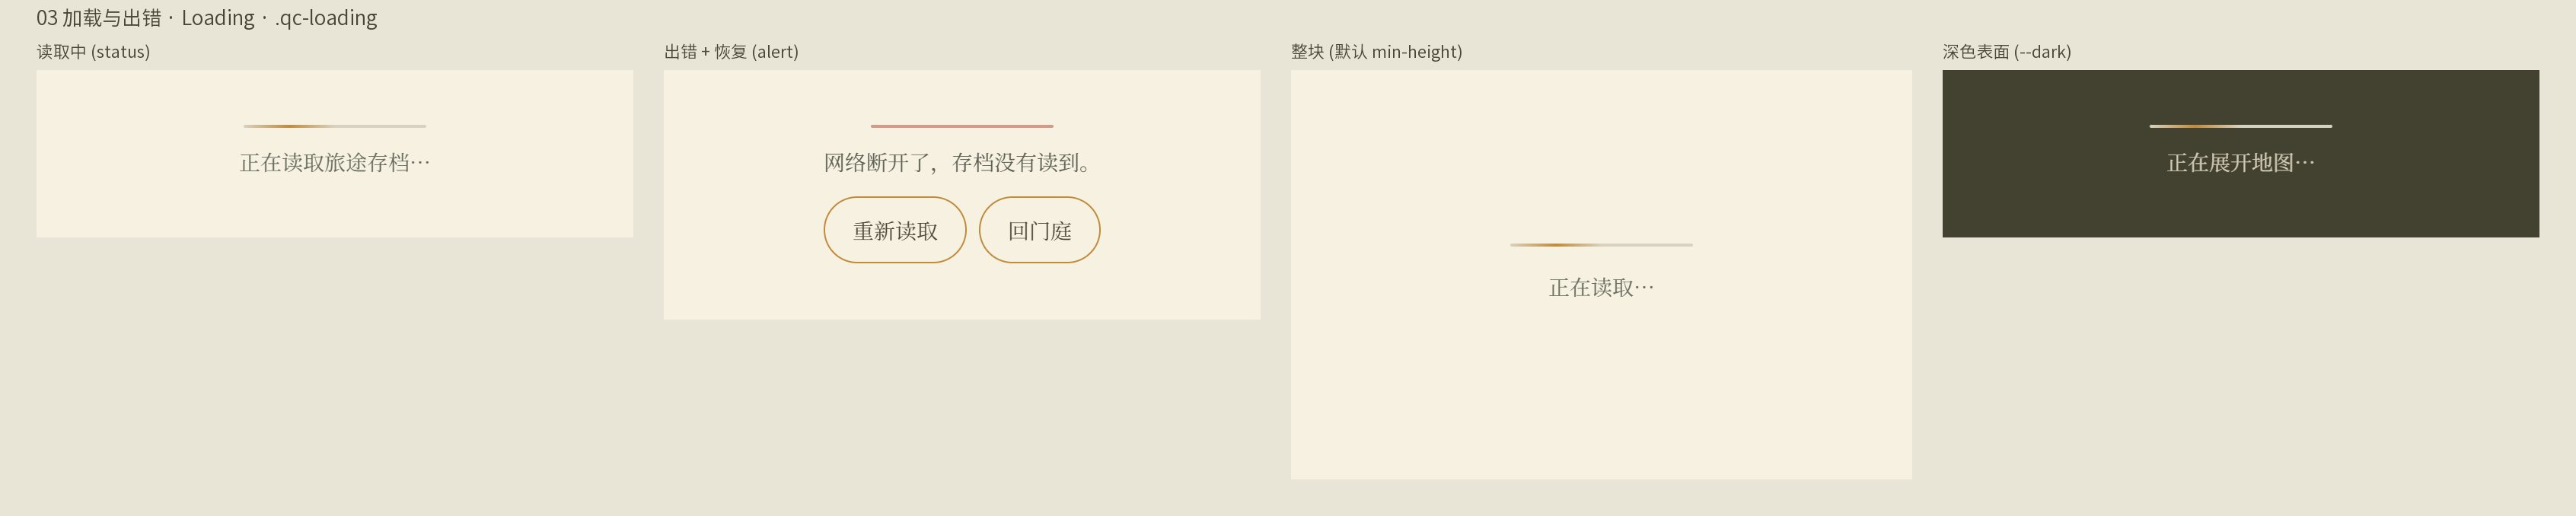 03 加载与出错 · Loading · .qc-loading
读取中 (status)
正在读取旅途存档…
出错 + 恢复 (alert)
网络断开了，存档没有读到。
重新读取
回门庭
整块 (默认 min-height)
正在读取…
深色表面 (--dark)
正在展开地图…